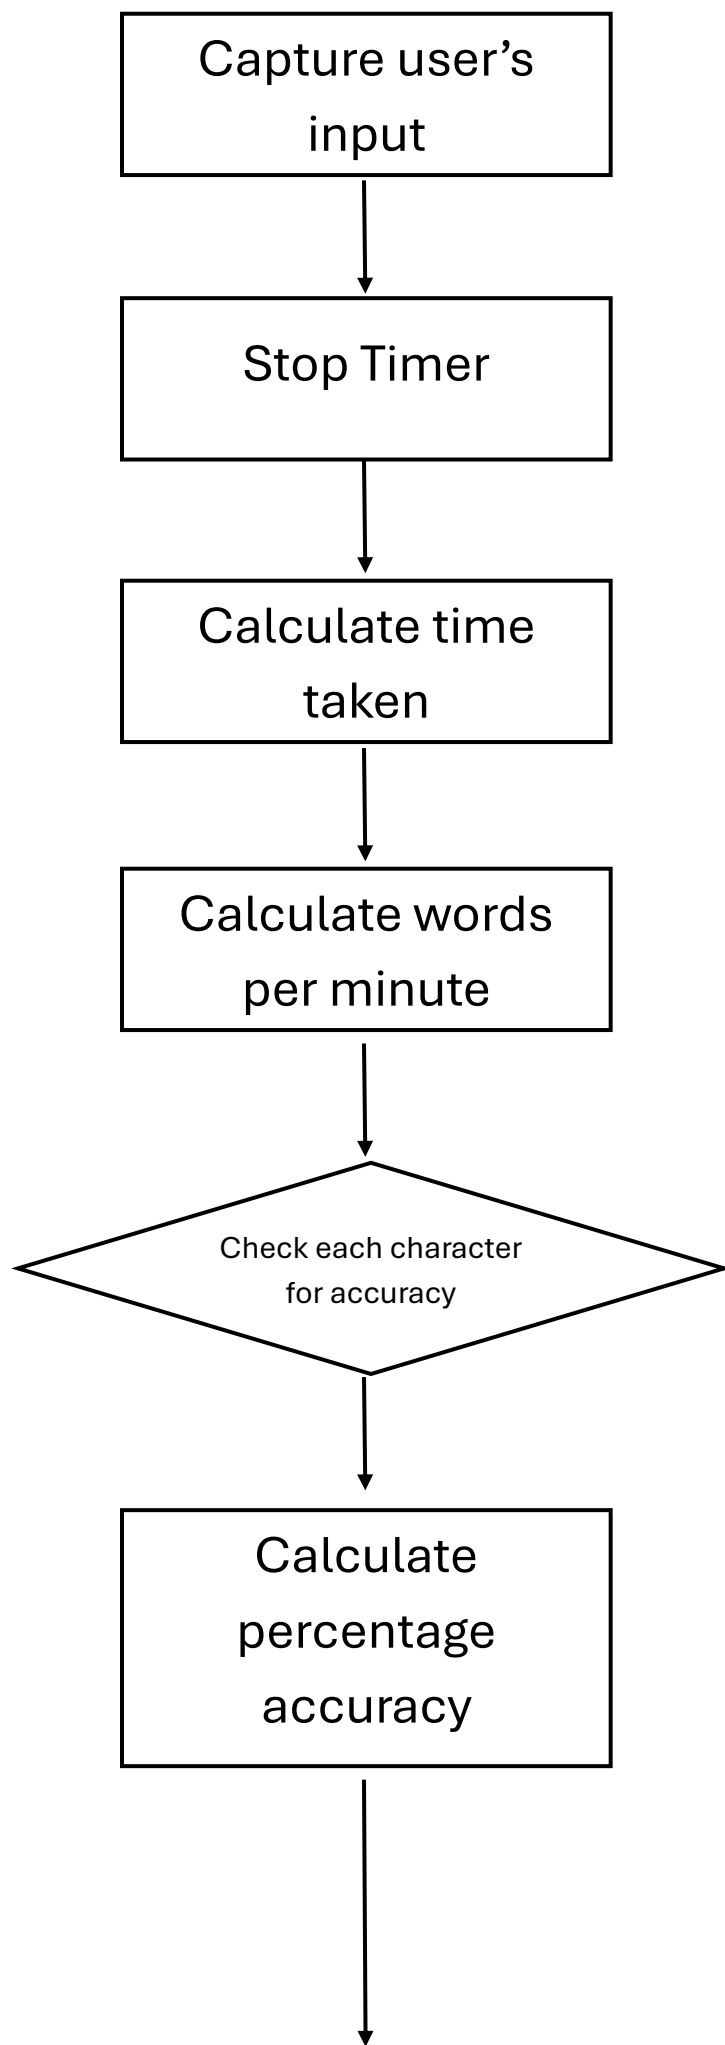 Capture user’s
input
Stop Timer
Calculate time
taken
Calculate words
per minute
Check each character
for accuracy
Calculate
percentage
accuracy